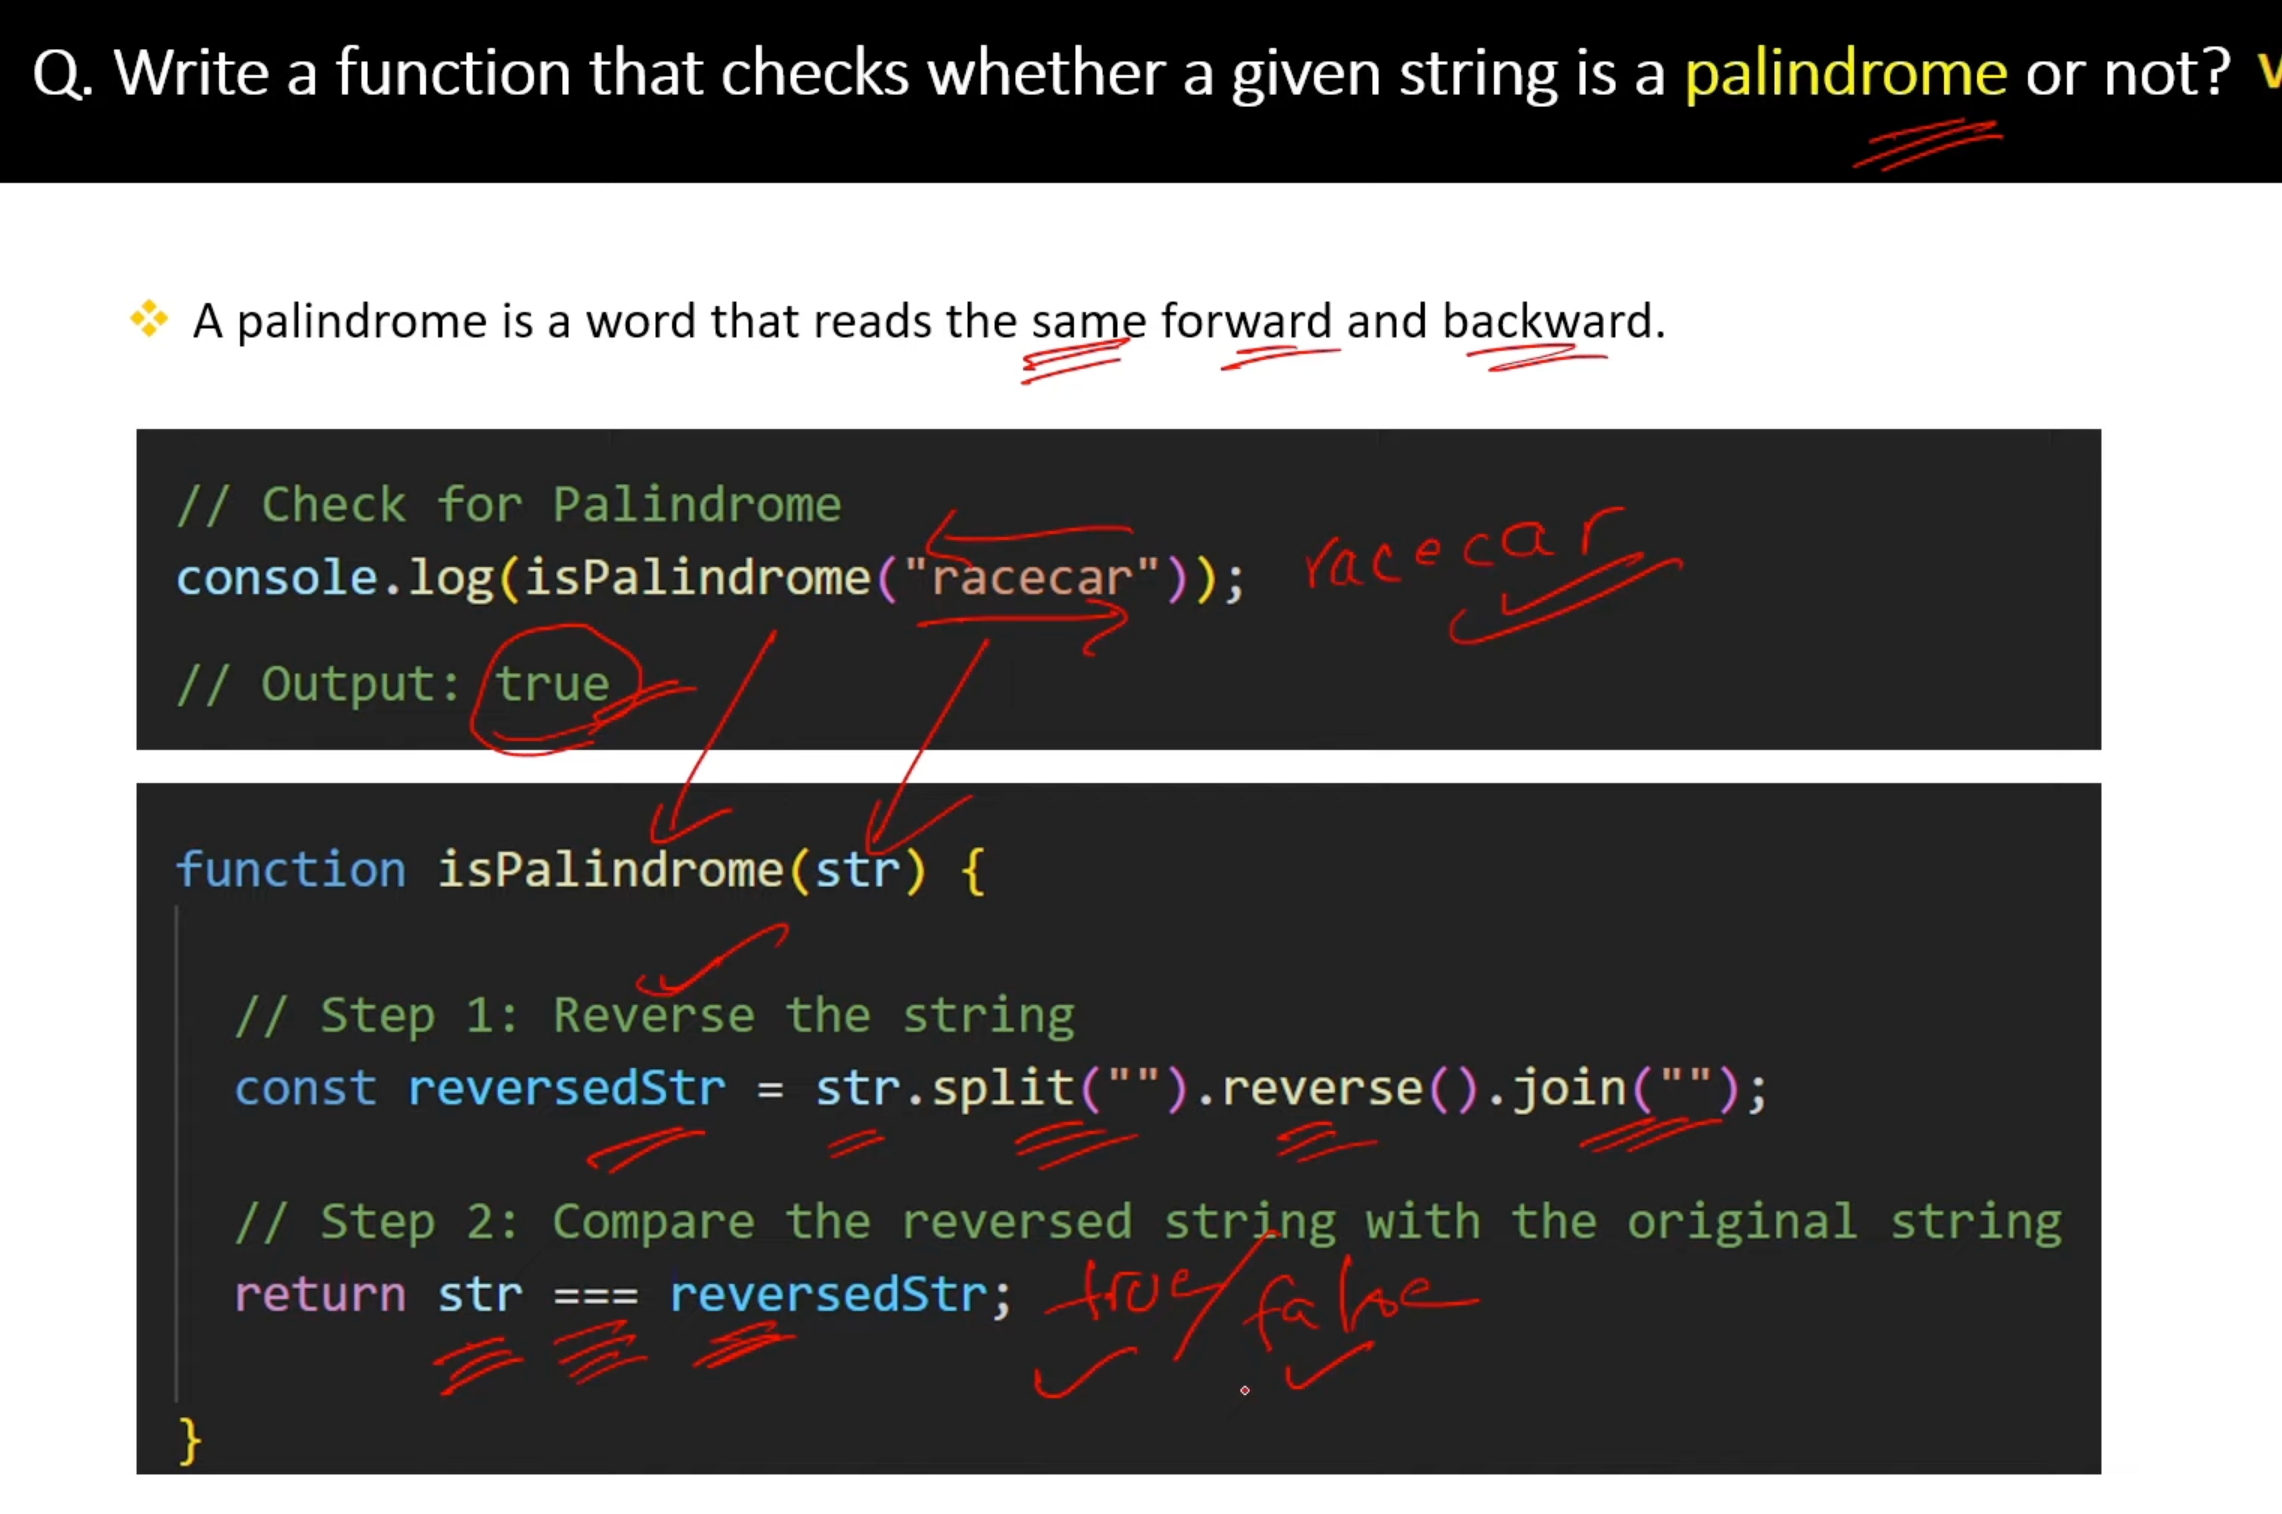 Q. Write a function that checks whether a given string is a palindrome or not?
A palindrome is a word that reads the same forward and backward.
// Check for Palindrome
console.log(isPalindrome("racecar")); racecar
// Output: true
function isPalindrome(str) {
// Step 1: Reverse the string
const reversedStr = str.split("").reverse().join("");
// Step 2: Compare the reversed string with the original string
return str === reversedStr; true/false
}